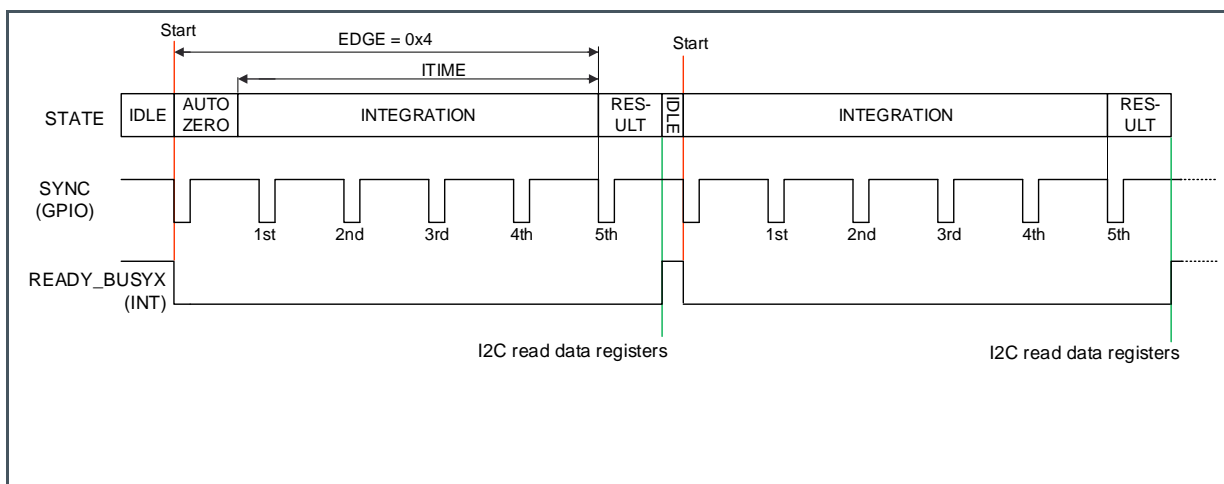 Start
EDGE = 0x4
Start
ITIME
STATE
IDLE
AUTO
ZERO
INTEGRATION
RES-
ULT
IDLE
INTEGRATION
RES-
ULT
SYNC
(GPIO)
1st
2nd
3rd
4th
5th
1st
2nd
3rd
4th
5th
READY_BUSYX
(INT)
I2C read data registers
I2C read data registers